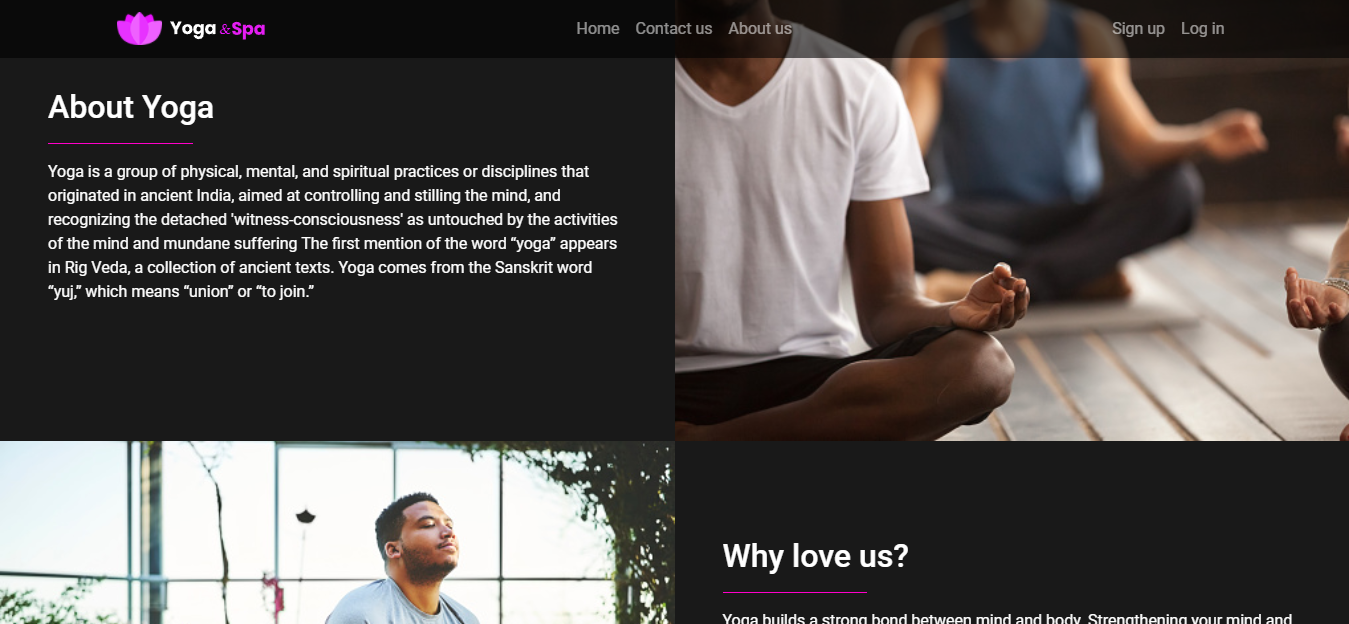 Yoga &Spa
Home Contact us About us
Sign up Log in
About Yoga
Yoga is a group of physical, mental, and spiritual practices or disciplines that
originated in ancient India, aimed at controlling and stilling the mind, and
recognizing the detached 'witness-consciousness' as untouched by the activities
of the mind and mundane suffering The first mention of the word “yoga” appears
in Rig Veda, a collection of ancient texts. Yoga comes from the Sanskrit word
“yuj,” which means “union” or “to join.”
Why love us?
Yoga builds a strong bond between mind and body. Strengthening your mind and